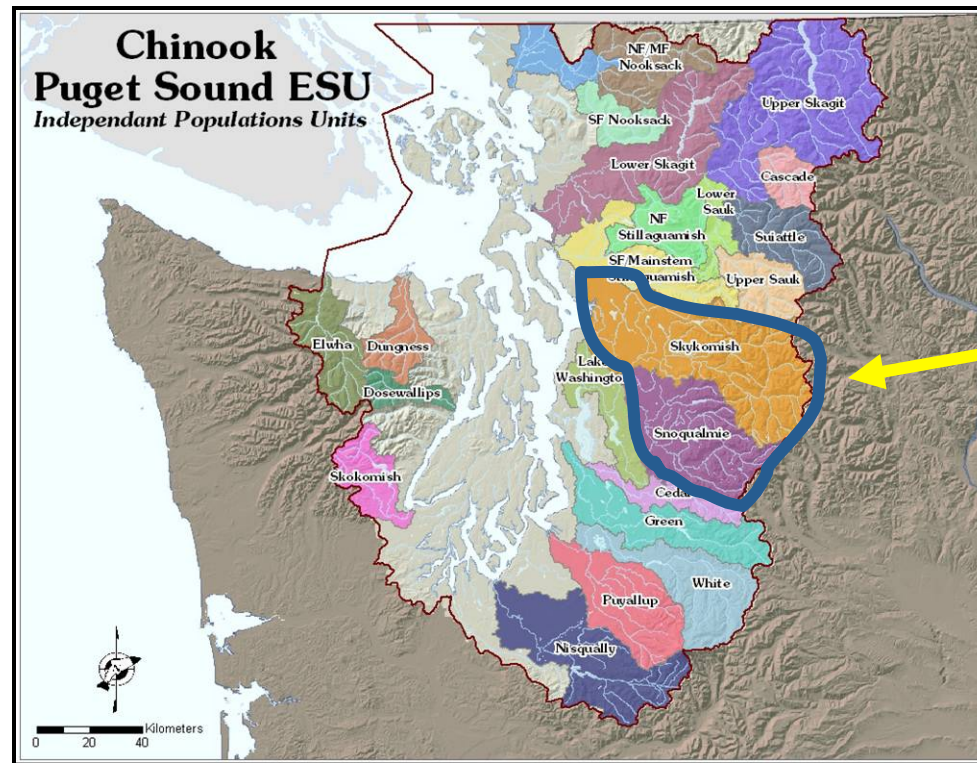 Chinook
Puget Sound ESU
Independant Populations Units
NF/MF
Nooksack
SF Nooksack
Upper Skagit
Lower Skagit
Cascade
Lower
Sauk
NF
Stillaguamish
Suiattle
SF/Mainstem
Stillaguamish
Upper Sauk
Elwha
Dungness
Dosewallips
Skykomish
Lake
Washington
Snoqualmie
Skokomish
Cedar
Green
White
Puyallup
Nisqually
Kilometers
0 20 40